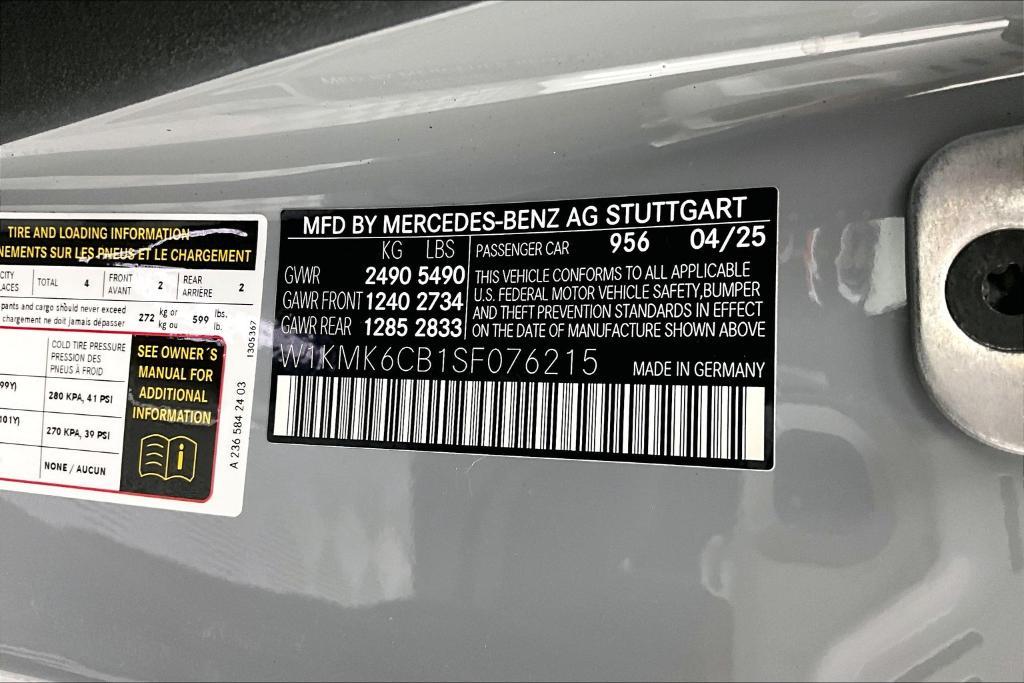 TIRE AND LOADING INFORMATION
NEMENTS SUR LES PNEUS ET LE CHARGEMENT
CITY TOTAL 4 FRONT 2 REAR 2
LACES AVANT ARRIÈRE
pants and cargo should never exceed 272 kg or 599 lbs.
chargement ne doit jamais dépasser kg ou lb.
COLD TIRE PRESSURE
PRESSION DES
PNEUS À FROID
99Y) 280 KPA, 41 PSI
101Y) 270 KPA, 39 PSI
NONE / AUCUN
SEE OWNER´S
MANUAL FOR
ADDITIONAL
INFORMATION
i
1305367
A 236 584 24 03
MFD BY MERCEDES-BENZ AG STUTTGART
KG LBS
GVWR 2490 5490
GAWR FRONT 1240 2734
GAWR REAR 1285 2833
PASSENGER CAR 956 04/25
THIS VEHICLE CONFORMS TO ALL APPLICABLE
U.S. FEDERAL MOTOR VEHICLE SAFETY,BUMPER
AND THEFT PREVENTION STANDARDS IN EFFECT
ON THE DATE OF MANUFACTURE SHOWN ABOVE
W1KMK6CB1SF076215 MADE IN GERMANY